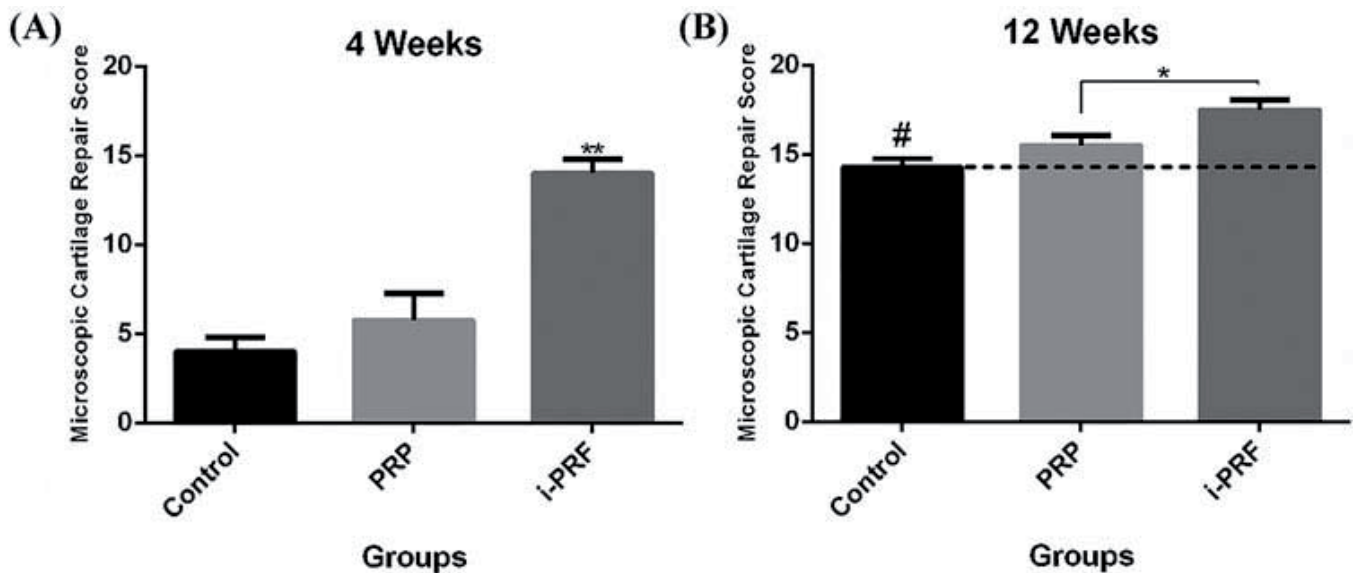 (A)
4 Weeks
Microscopic Cartilage Repair Score
20
15
10
5
0
**
Control
PRP
i-PRF
Groups
(B)
12 Weeks
Microscopic Cartilage Repair Score
20
15
10
5
0
#
*
Control
PRP
i-PRF
Groups